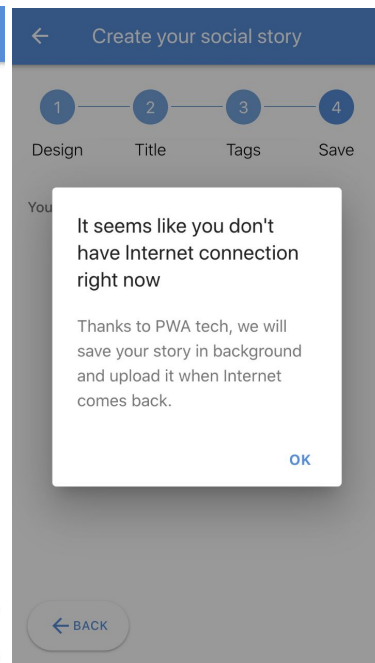 Create your social story
1 2 3 4
Design Title Tags Save
You
It seems like you don't
have Internet connection
right now
Thanks to PWA tech, we will
save your story in background
and upload it when Internet
comes back.
OK
BACK